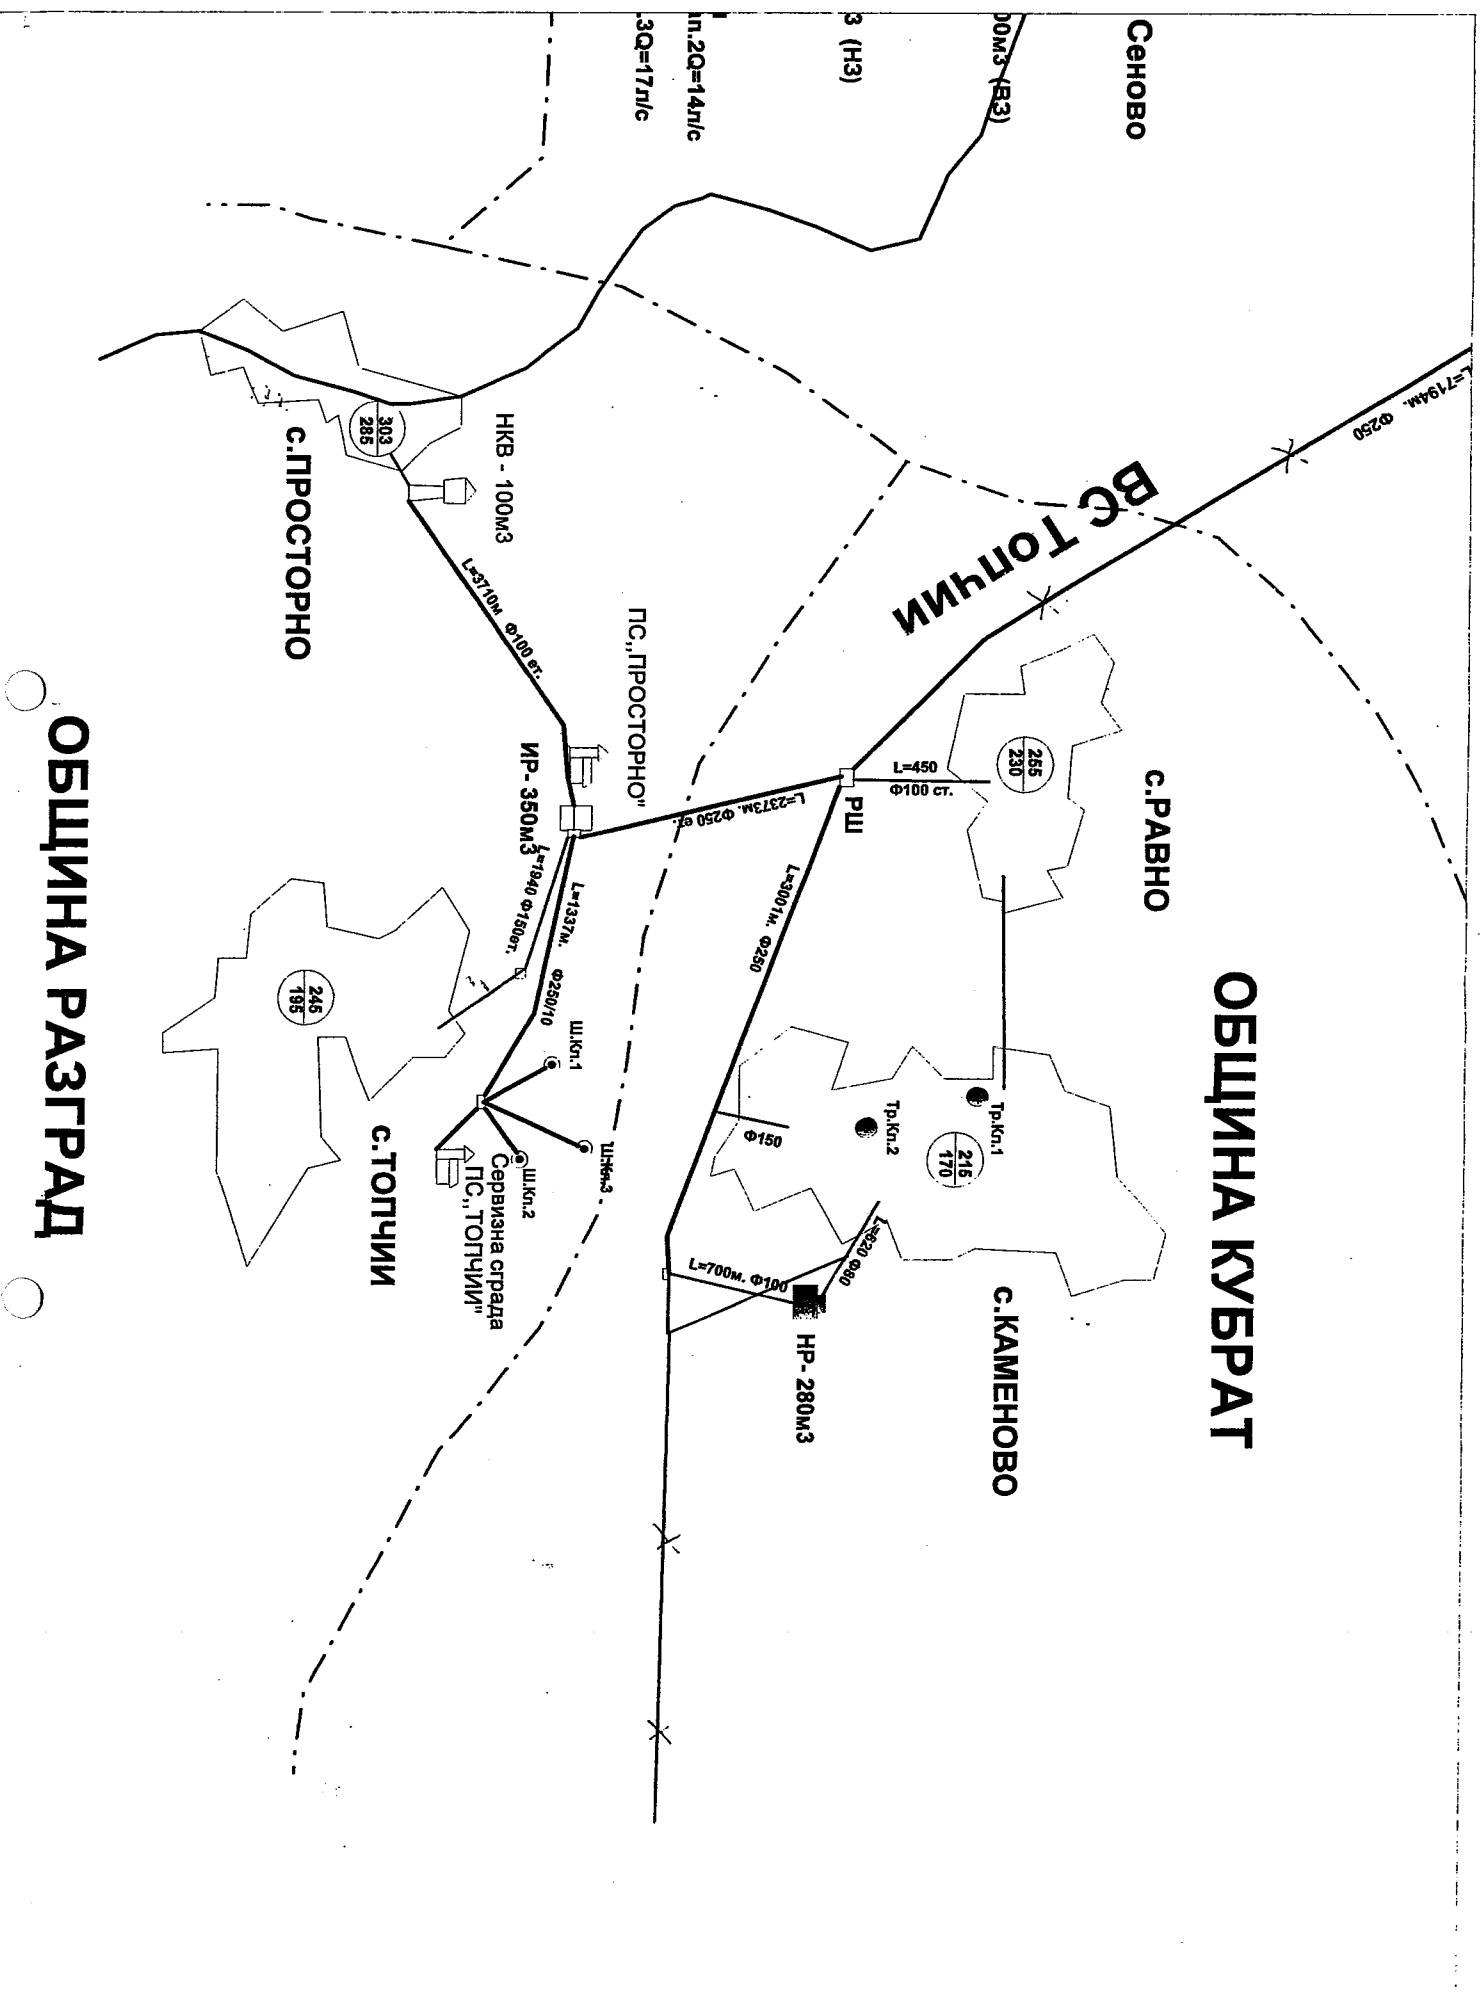 ОБЩИНА КУБРАТ
Сеново
00м3 (В3)
3 (Н3)
п.2Q=14л/с
.3Q=17л/с
L=7194м. Ф250
ВС Топчии
с.РАВНО
255
230
L=450
Ф100 ст.
РШ
L=3001м. Ф250
L=2373м. Ф250 ет.
с.КАМЕНОВО
Тр.Кл.1
Тр.Кл.2
215
170
Ф150
L=620 Ф80
L=700м. Ф100
НР- 280м3
ПС„ПРОСТОРНО"
НКВ - 100м3
303
285
с.ПРОСТОРНО
L=3710м Ф100 ет.
ИР- 350м3
L=1940 Ф150ет.
L=1337м. Ф250/10
Ш.Кл.1
Ш.Кл.3
Ш.Кл.2
Сервизна сграда
ПС„ТОПЧИИ"
245
195
с.ТОПЧИИ
ОБЩИНА РАЗГРАД